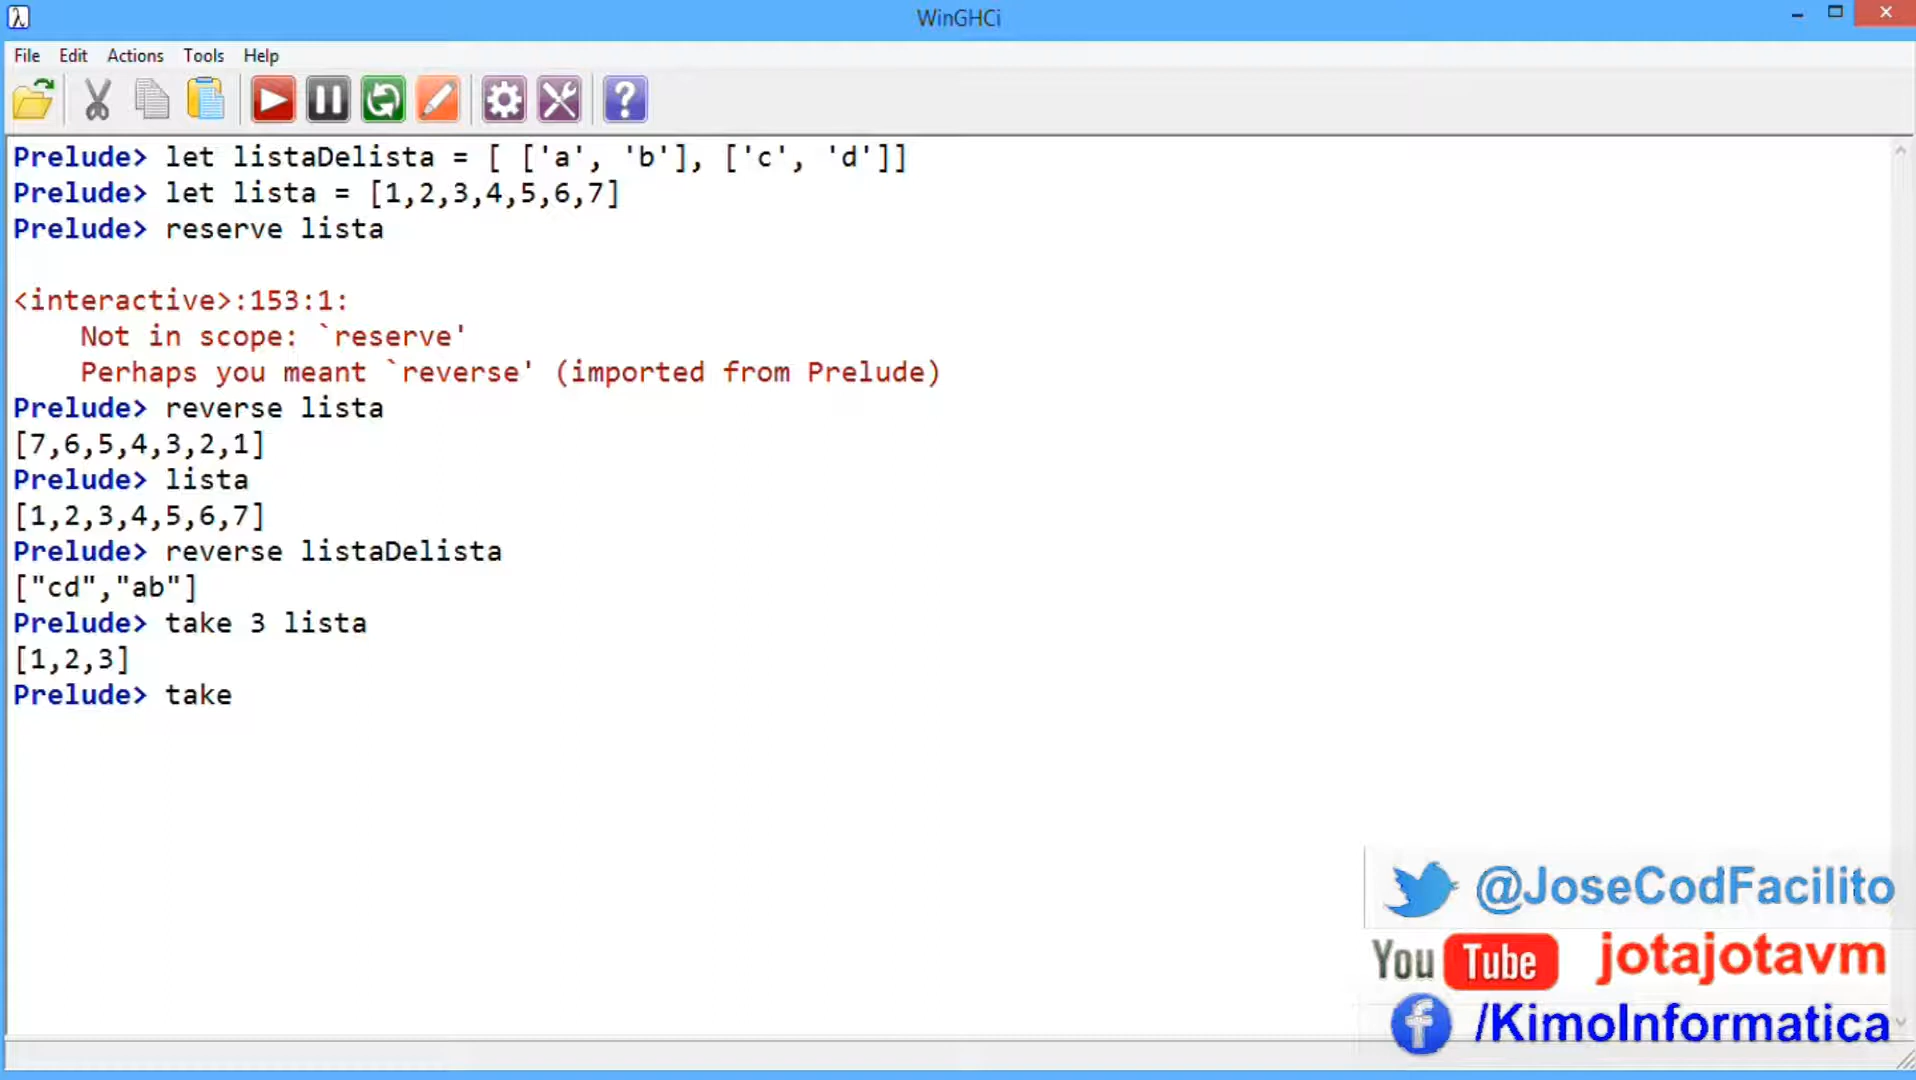 WinGHCi
File Edit Actions Tools Help
Prelude> let listaDelista = [ ['a', 'b'], ['c', 'd']]
Prelude> let lista = [1,2,3,4,5,6,7]
Prelude> reserve lista
<interactive>:153:1:
    Not in scope: `reserve'
    Perhaps you meant `reverse' (imported from Prelude)
Prelude> reverse lista
[7,6,5,4,3,2,1]
Prelude> lista
[1,2,3,4,5,6,7]
Prelude> reverse listaDelista
["cd","ab"]
Prelude> take 3 lista
[1,2,3]
Prelude> take
@JoseCodFacilito
You Tube jotajotavm
/KimoInformatica